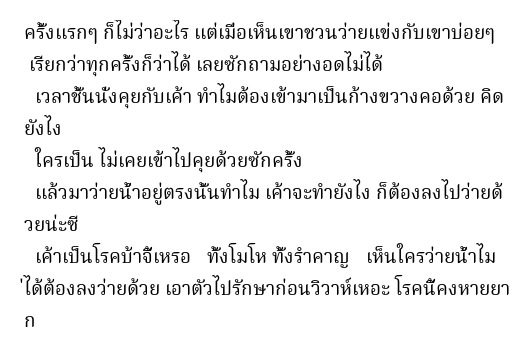 ครั้งแรกๆ ก็ไม่ว่าอะไร แต่เมื่อเห็นเขาชวนว่ายแข่งกับเขาบ่อยๆ
เรียกว่าทุกครั้งก็ว่าได้ เลยซักถามอย่างอดไม่ได้
เวลาชั้นนั่งคุยกับเค้า ทำไมต้องเข้ามาเป็นก้างขวางคอด้วย คิด
ยังไง
ใครเป็น ไม่เคยเข้าไปคุยด้วยซักครั้ง
แล้วมาว่ายน้ำอยู่ตรงนั้นทำไม เค้าจะทำยังไง ก็ต้องลงไปว่ายด้
วยน่ะซี
เค้าเป็นโรคบ้าจี้เหรอ ทั้งโมโห ทั้งรำคาญ เห็นใครว่ายน้ำไม
่ได้ต้องลงว่ายด้วย เอาตัวไปรักษาก่อนวิวาห์เหอะ โรคนี้คงหายยา
ก